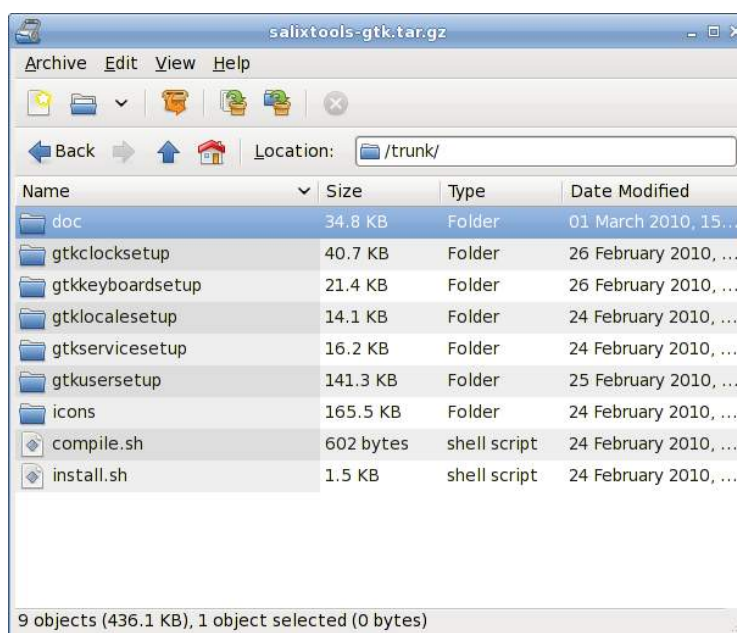 salixtools-gtk.tar.gz
Archive Edit View Help
Back Location: /trunk/
Name Size Type Date Modified
doc 34.8 KB Folder 01 March 2010, 15...
gtkclocksetup 40.7 KB Folder 26 February 2010, ...
gtkkeyboardsetup 21.4 KB Folder 26 February 2010, ...
gtklocalesetup 14.1 KB Folder 24 February 2010, ...
gtkservicesetup 16.2 KB Folder 24 February 2010, ...
gtkusersetup 141.3 KB Folder 25 February 2010, ...
icons 165.5 KB Folder 24 February 2010, ...
compile.sh 602 bytes shell script 24 February 2010, ...
install.sh 1.5 KB shell script 24 February 2010, ...
9 objects (436.1 KB), 1 object selected (0 bytes)